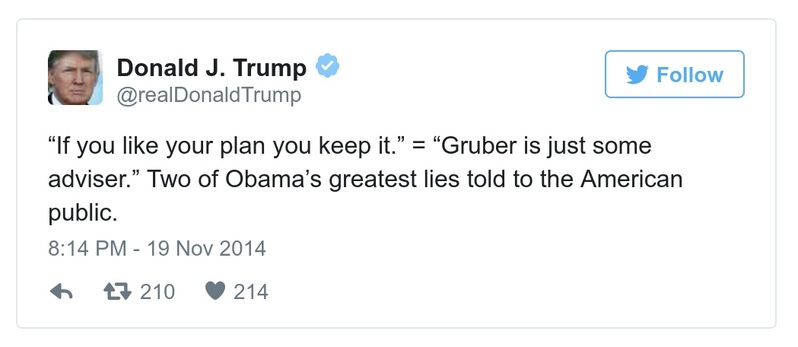 Donald J. Trump
@realDonaldTrump
Follow
“If you like your plan you keep it.” = “Gruber is just some
adviser.” Two of Obama’s greatest lies told to the American
public.
8:14 PM - 19 Nov 2014
210
214